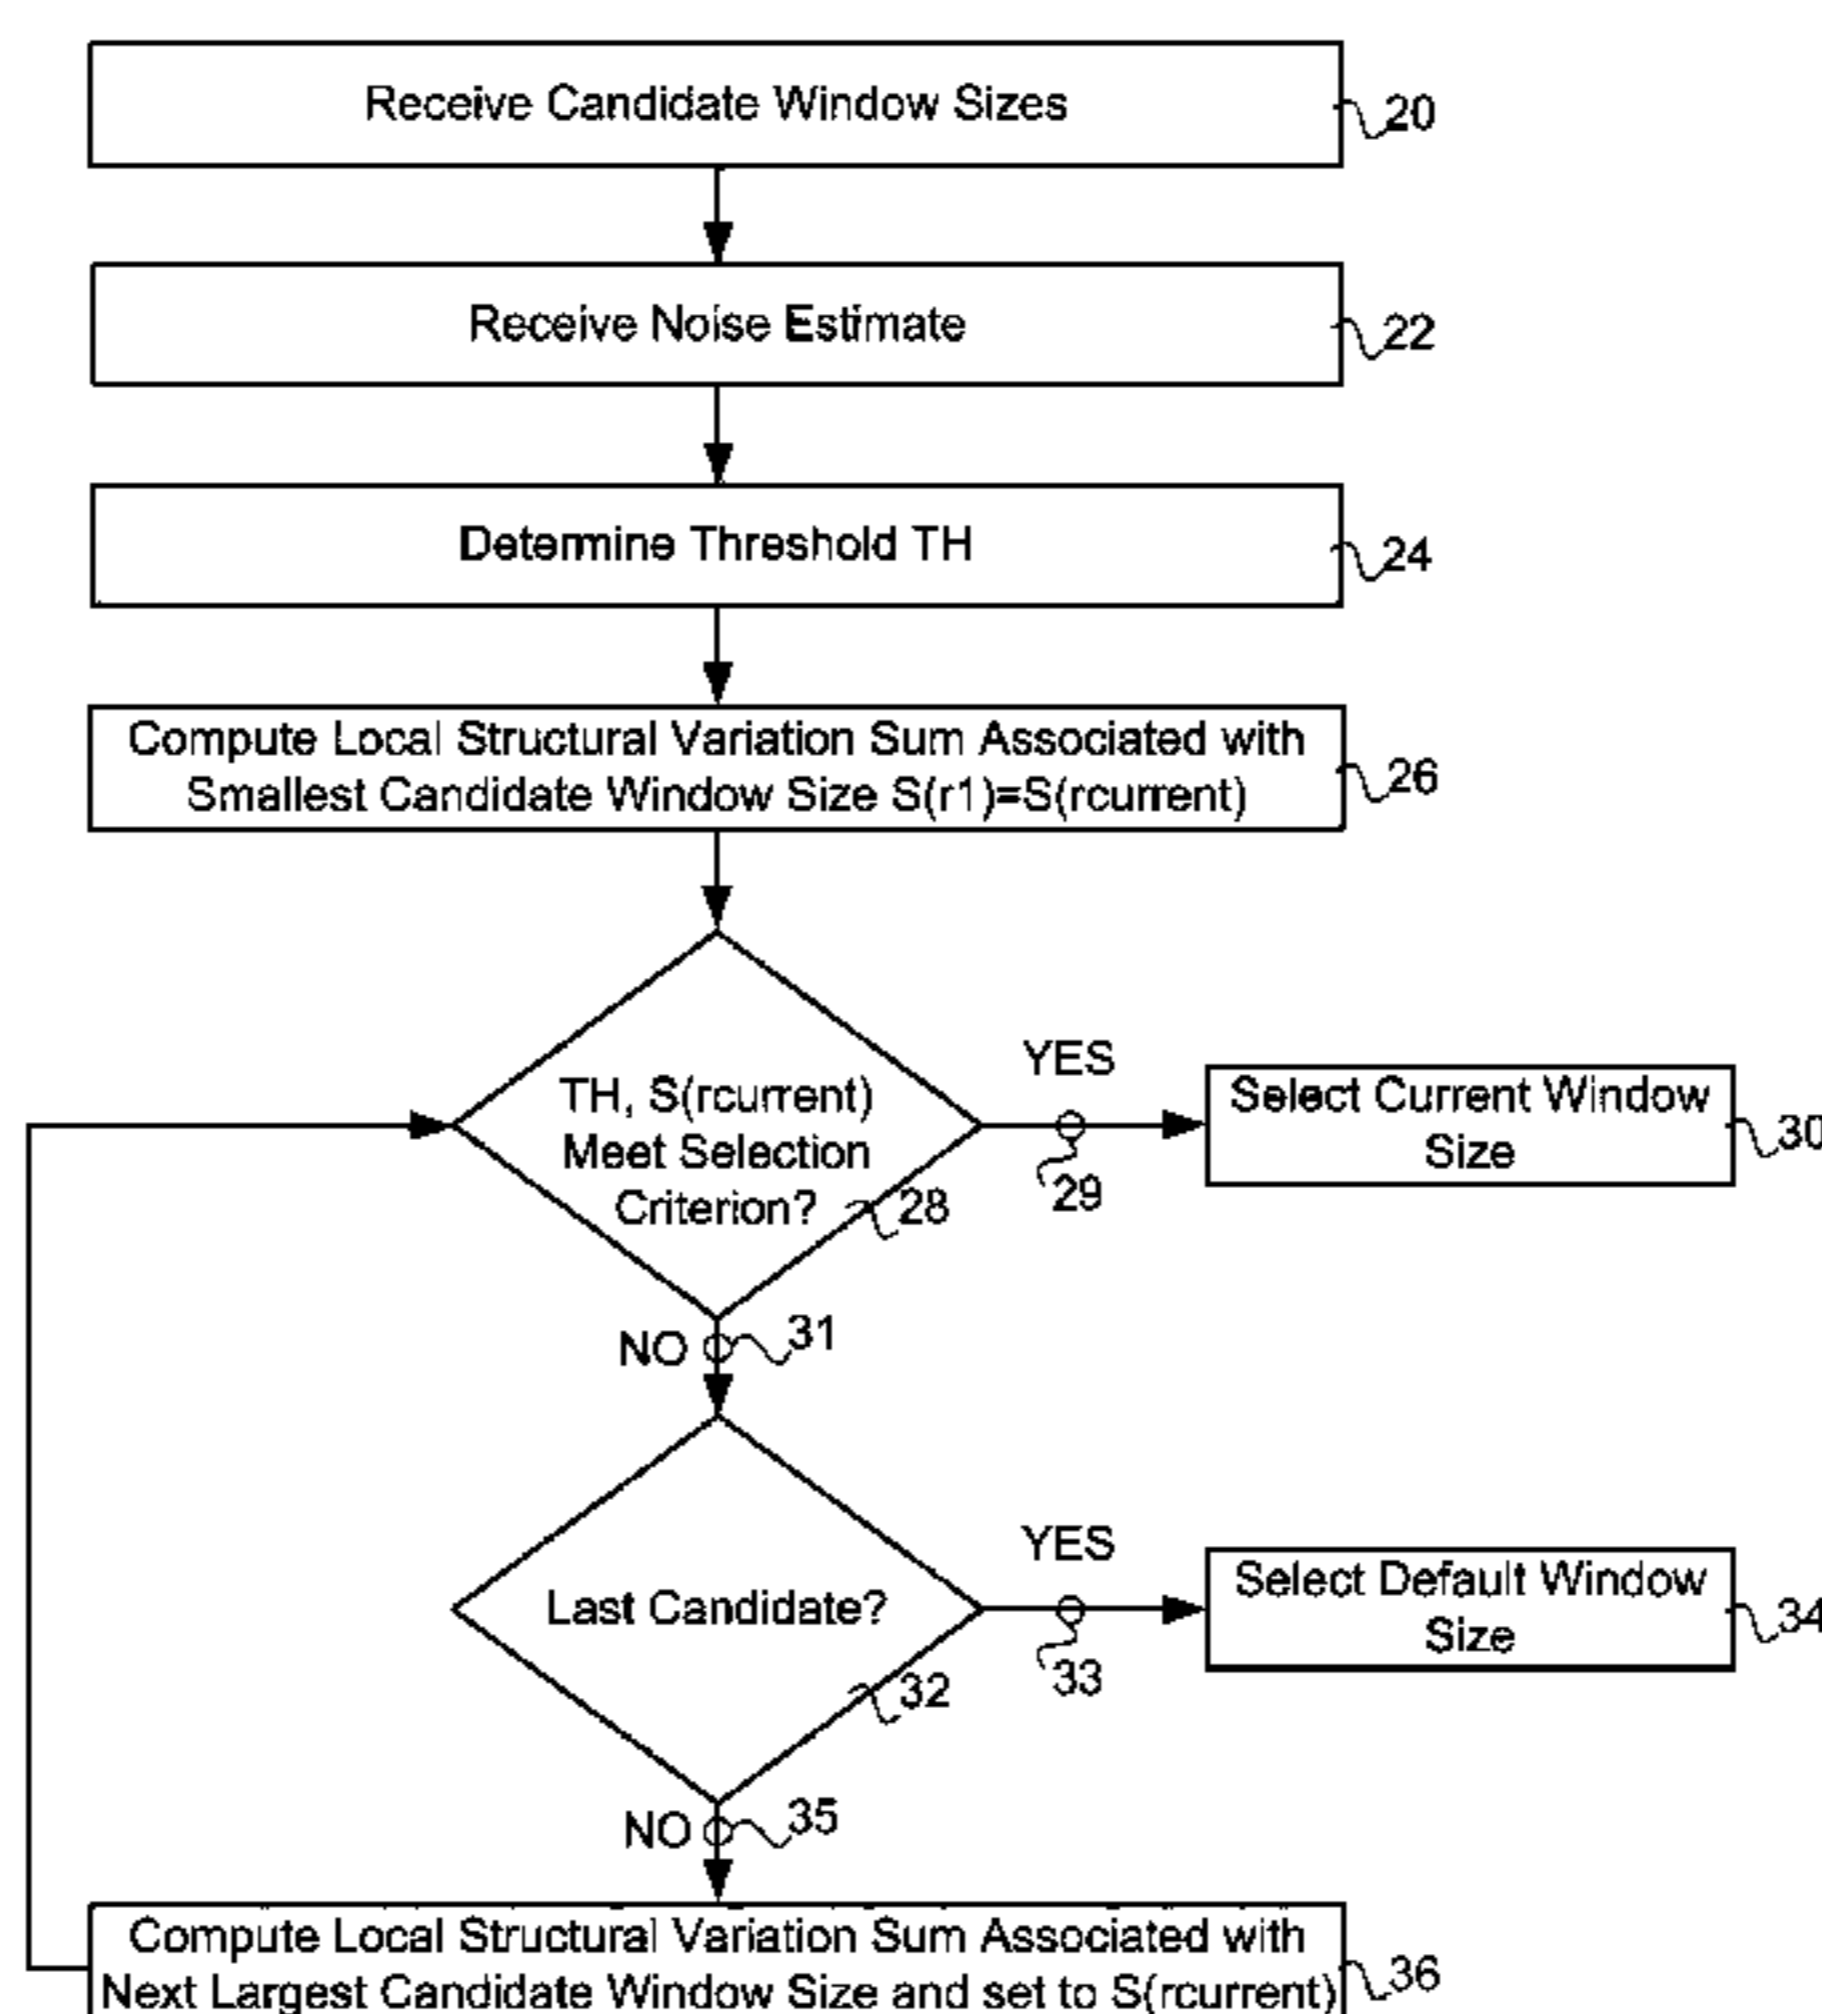 Receive Candidate Window Sizes
20
Receive Noise Estimate
22
Determine Threshold TH
24
Compute Local Structural Variation Sum Associated with
Smallest Candidate Window Size S(r1)=S(rcurrent)
26
TH, S(rcurrent)
Meet Selection
Criterion?
28
YES
29
Select Current Window
Size
30
NO
31
Last Candidate?
32
YES
33
Select Default Window
Size
34
NO
35
Compute Local Structural Variation Sum Associated with
Next Largest Candidate Window Size and set to S(rcurrent)
36